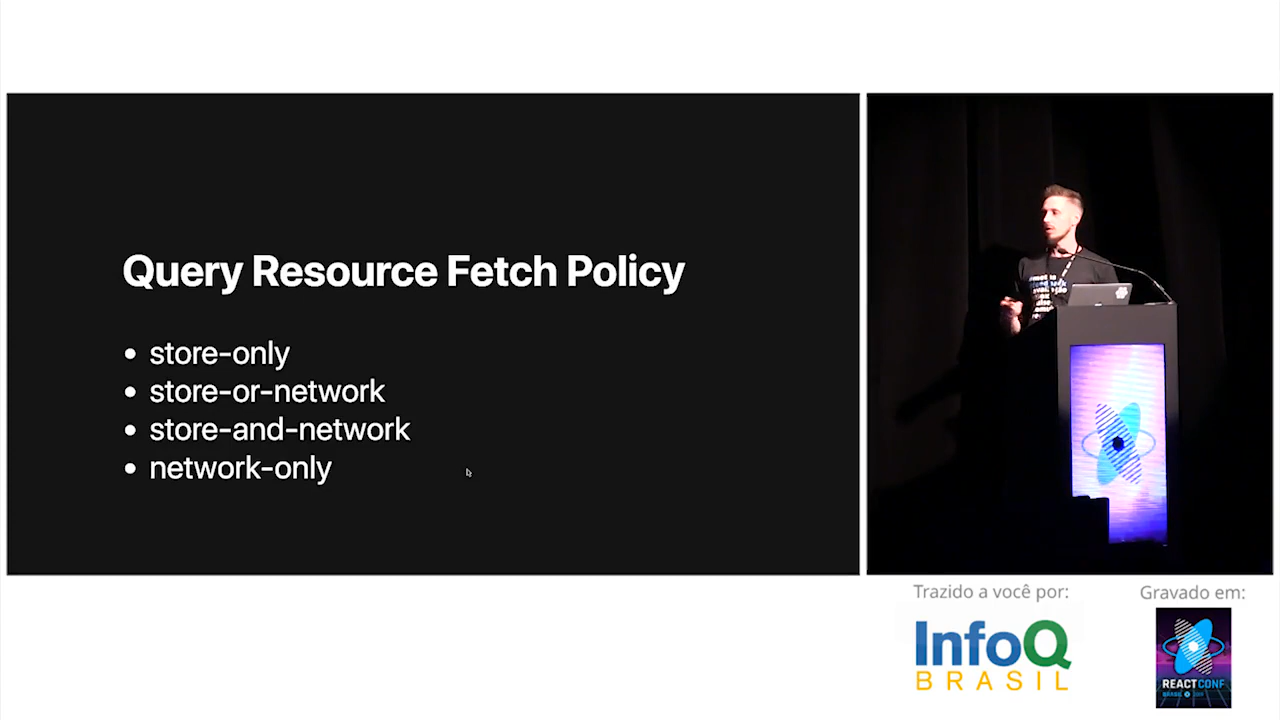 Query Resource Fetch Policy
• store-only
• store-or-network
• store-and-network
• network-only
Trazido a você por:
InfoQ
BRASIL
Gravado em:
REACTCONF
BRASIL